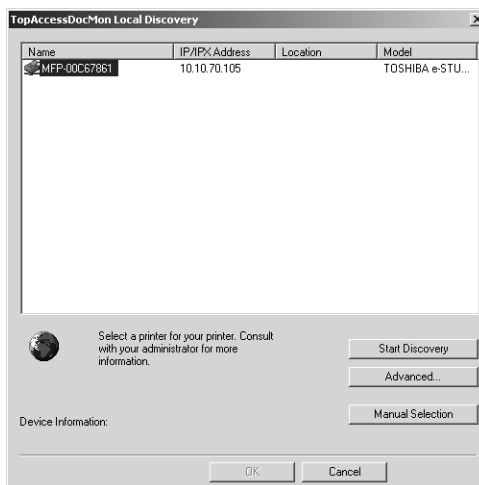 TopAccessDocMon Local Discovery
Name IP/IPX Address Location Model
MFP-00C67861 10.10.70.105 TOSHIBA e-STU...
Select a printer for your printer. Consult
with your administrator for more
information.
Start Discovery
Advanced...
Manual Selection
Device Information:
OK Cancel